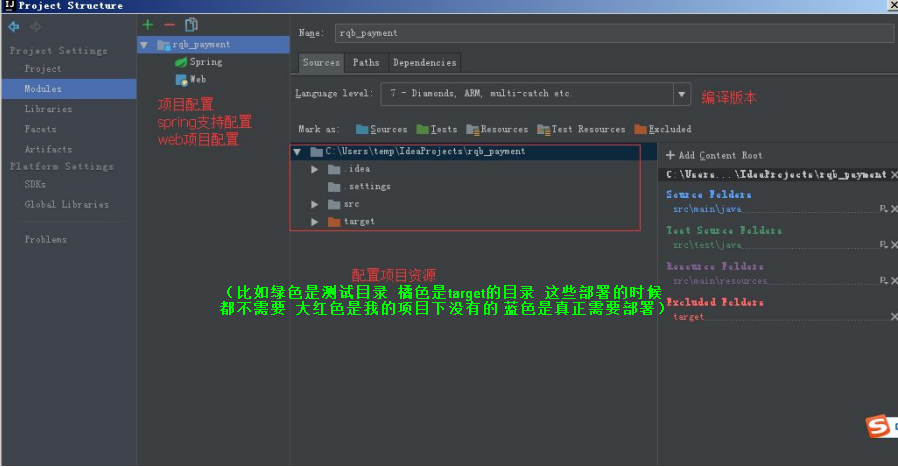 Project Structure
Project Settings
Project
Modules
Libraries
Facets
Artifacts
Platform Settings
SDKs
Global Libraries
Problems
rqb_payment
Spring
Web
项目配置
spring支持配置
web项目配置
Name: rqb_payment
Sources Paths Dependencies
Language level: 7 - Diamonds, ARM, multi-catch etc.
编译版本
Mark as: Sources Tests Resources Test Resources Excluded
C:\Users\temp\IdeaProjects\rqb_payment
.idea
.settings
src
target
配置项目资源
（比如绿色是测试目录 橘色是target的目录 这些部署的时候
都不需要 大红色是我的项目下没有的 蓝色是真正需要部署）
+ Add Content Root
C:\Users...\IdeaProjects\rqb_payment
Source Folders
src\main\java
Test Source Folders
src\test\java
Resource Folders
src\main\resources
Excluded Folders
target